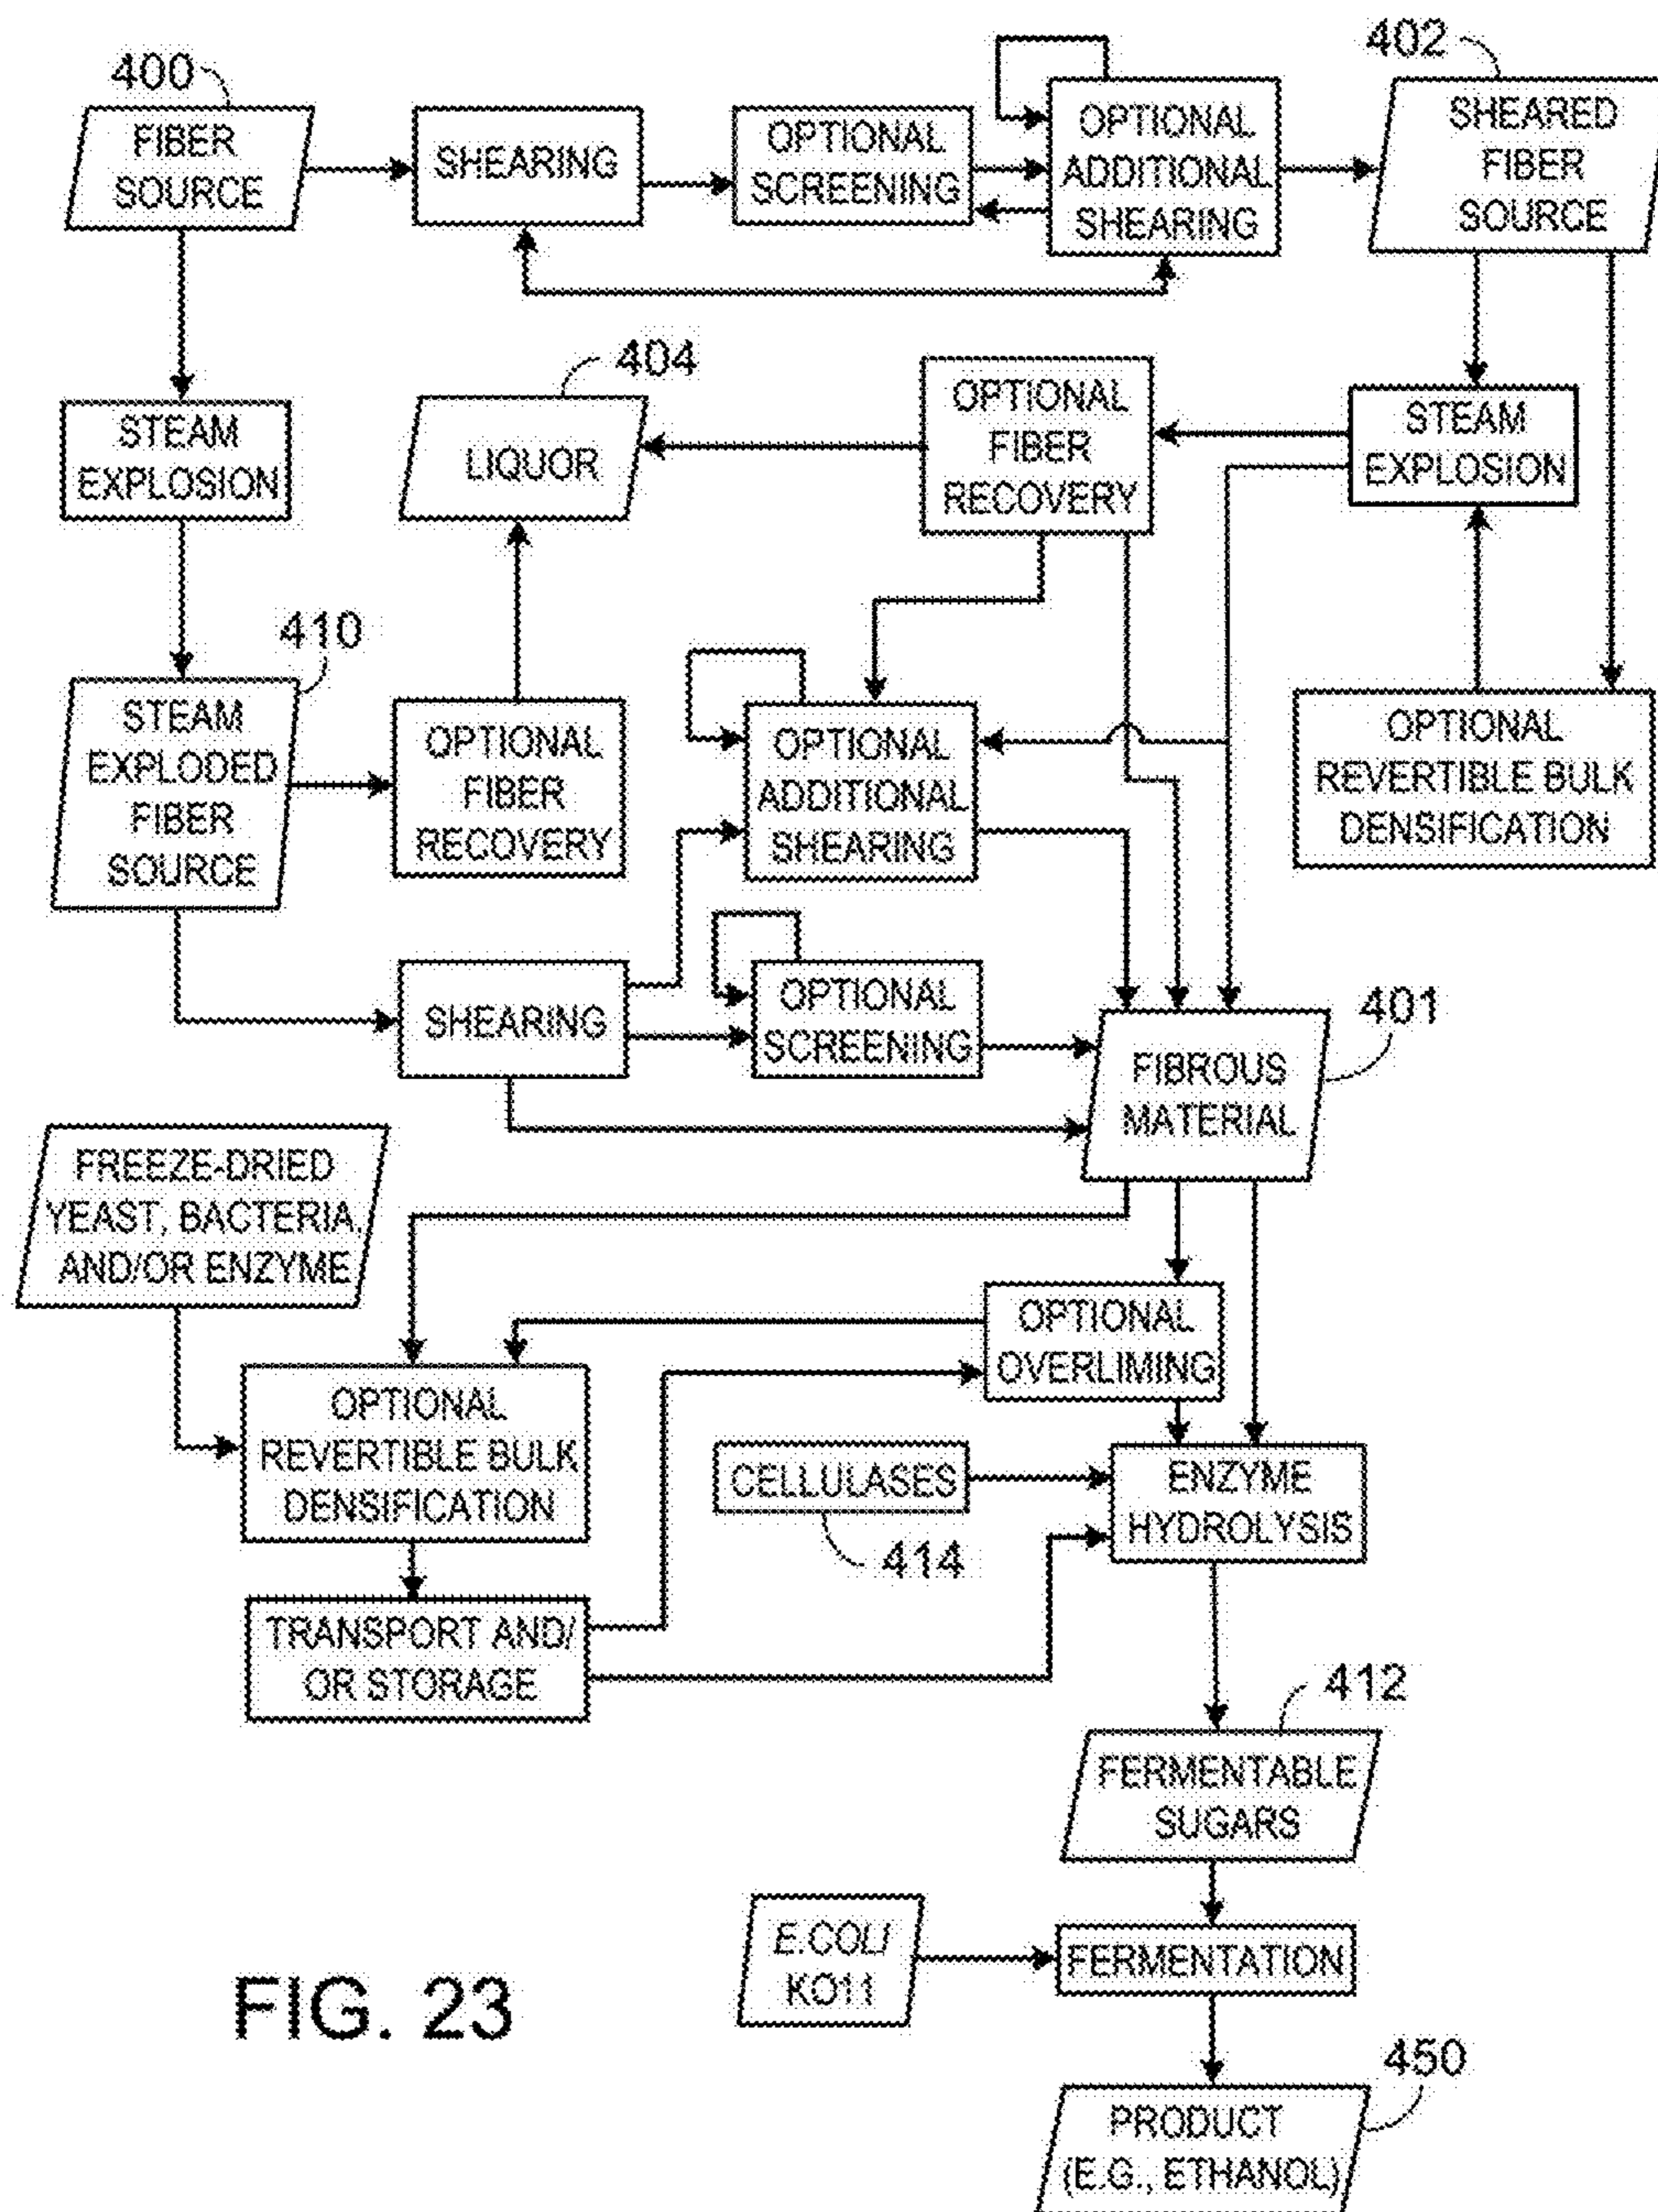 400
FIBER
SOURCE
SHEARING
OPTIONAL
SCREENING
OPTIONAL
ADDITIONAL
SHEARING
402
SHEARED
FIBER
SOURCE
STEAM
EXPLOSION
404
LIQUOR
OPTIONAL
FIBER
RECOVERY
STEAM
EXPLOSION
410
STEAM
EXPLODED
FIBER
SOURCE
OPTIONAL
FIBER
RECOVERY
OPTIONAL
ADDITIONAL
SHEARING
OPTIONAL
REVERTIBLE BULK
DENSIFICATION
SHEARING
OPTIONAL
SCREENING
401
FIBROUS
MATERIAL
FREEZE-DRIED
YEAST, BACTERIA,
AND/OR ENZYME
OPTIONAL
OVERLIMING
OPTIONAL
REVERTIBLE BULK
DENSIFICATION
CELLULASES
414
ENZYME
HYDROLYSIS
TRANSPORT AND/
OR STORAGE
412
FERMENTABLE
SUGARS
E.COLI
KO11
FERMENTATION
FIG. 23
450
PRODUCT
(E.G., ETHANOL)